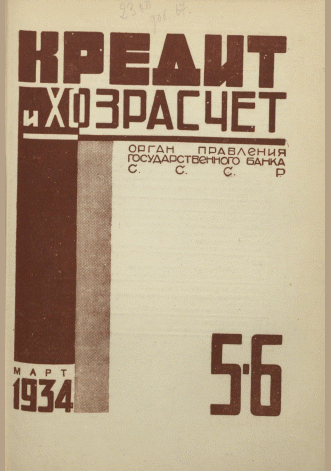 КРЕДИТ
и ХОЗРАСЧЕТ
ОРГАН ПРАВЛЕНИЯ
ГОСУДАРСТВЕННОГО БАНКА
С. С. С. Р
МАРТ
1934
5-6